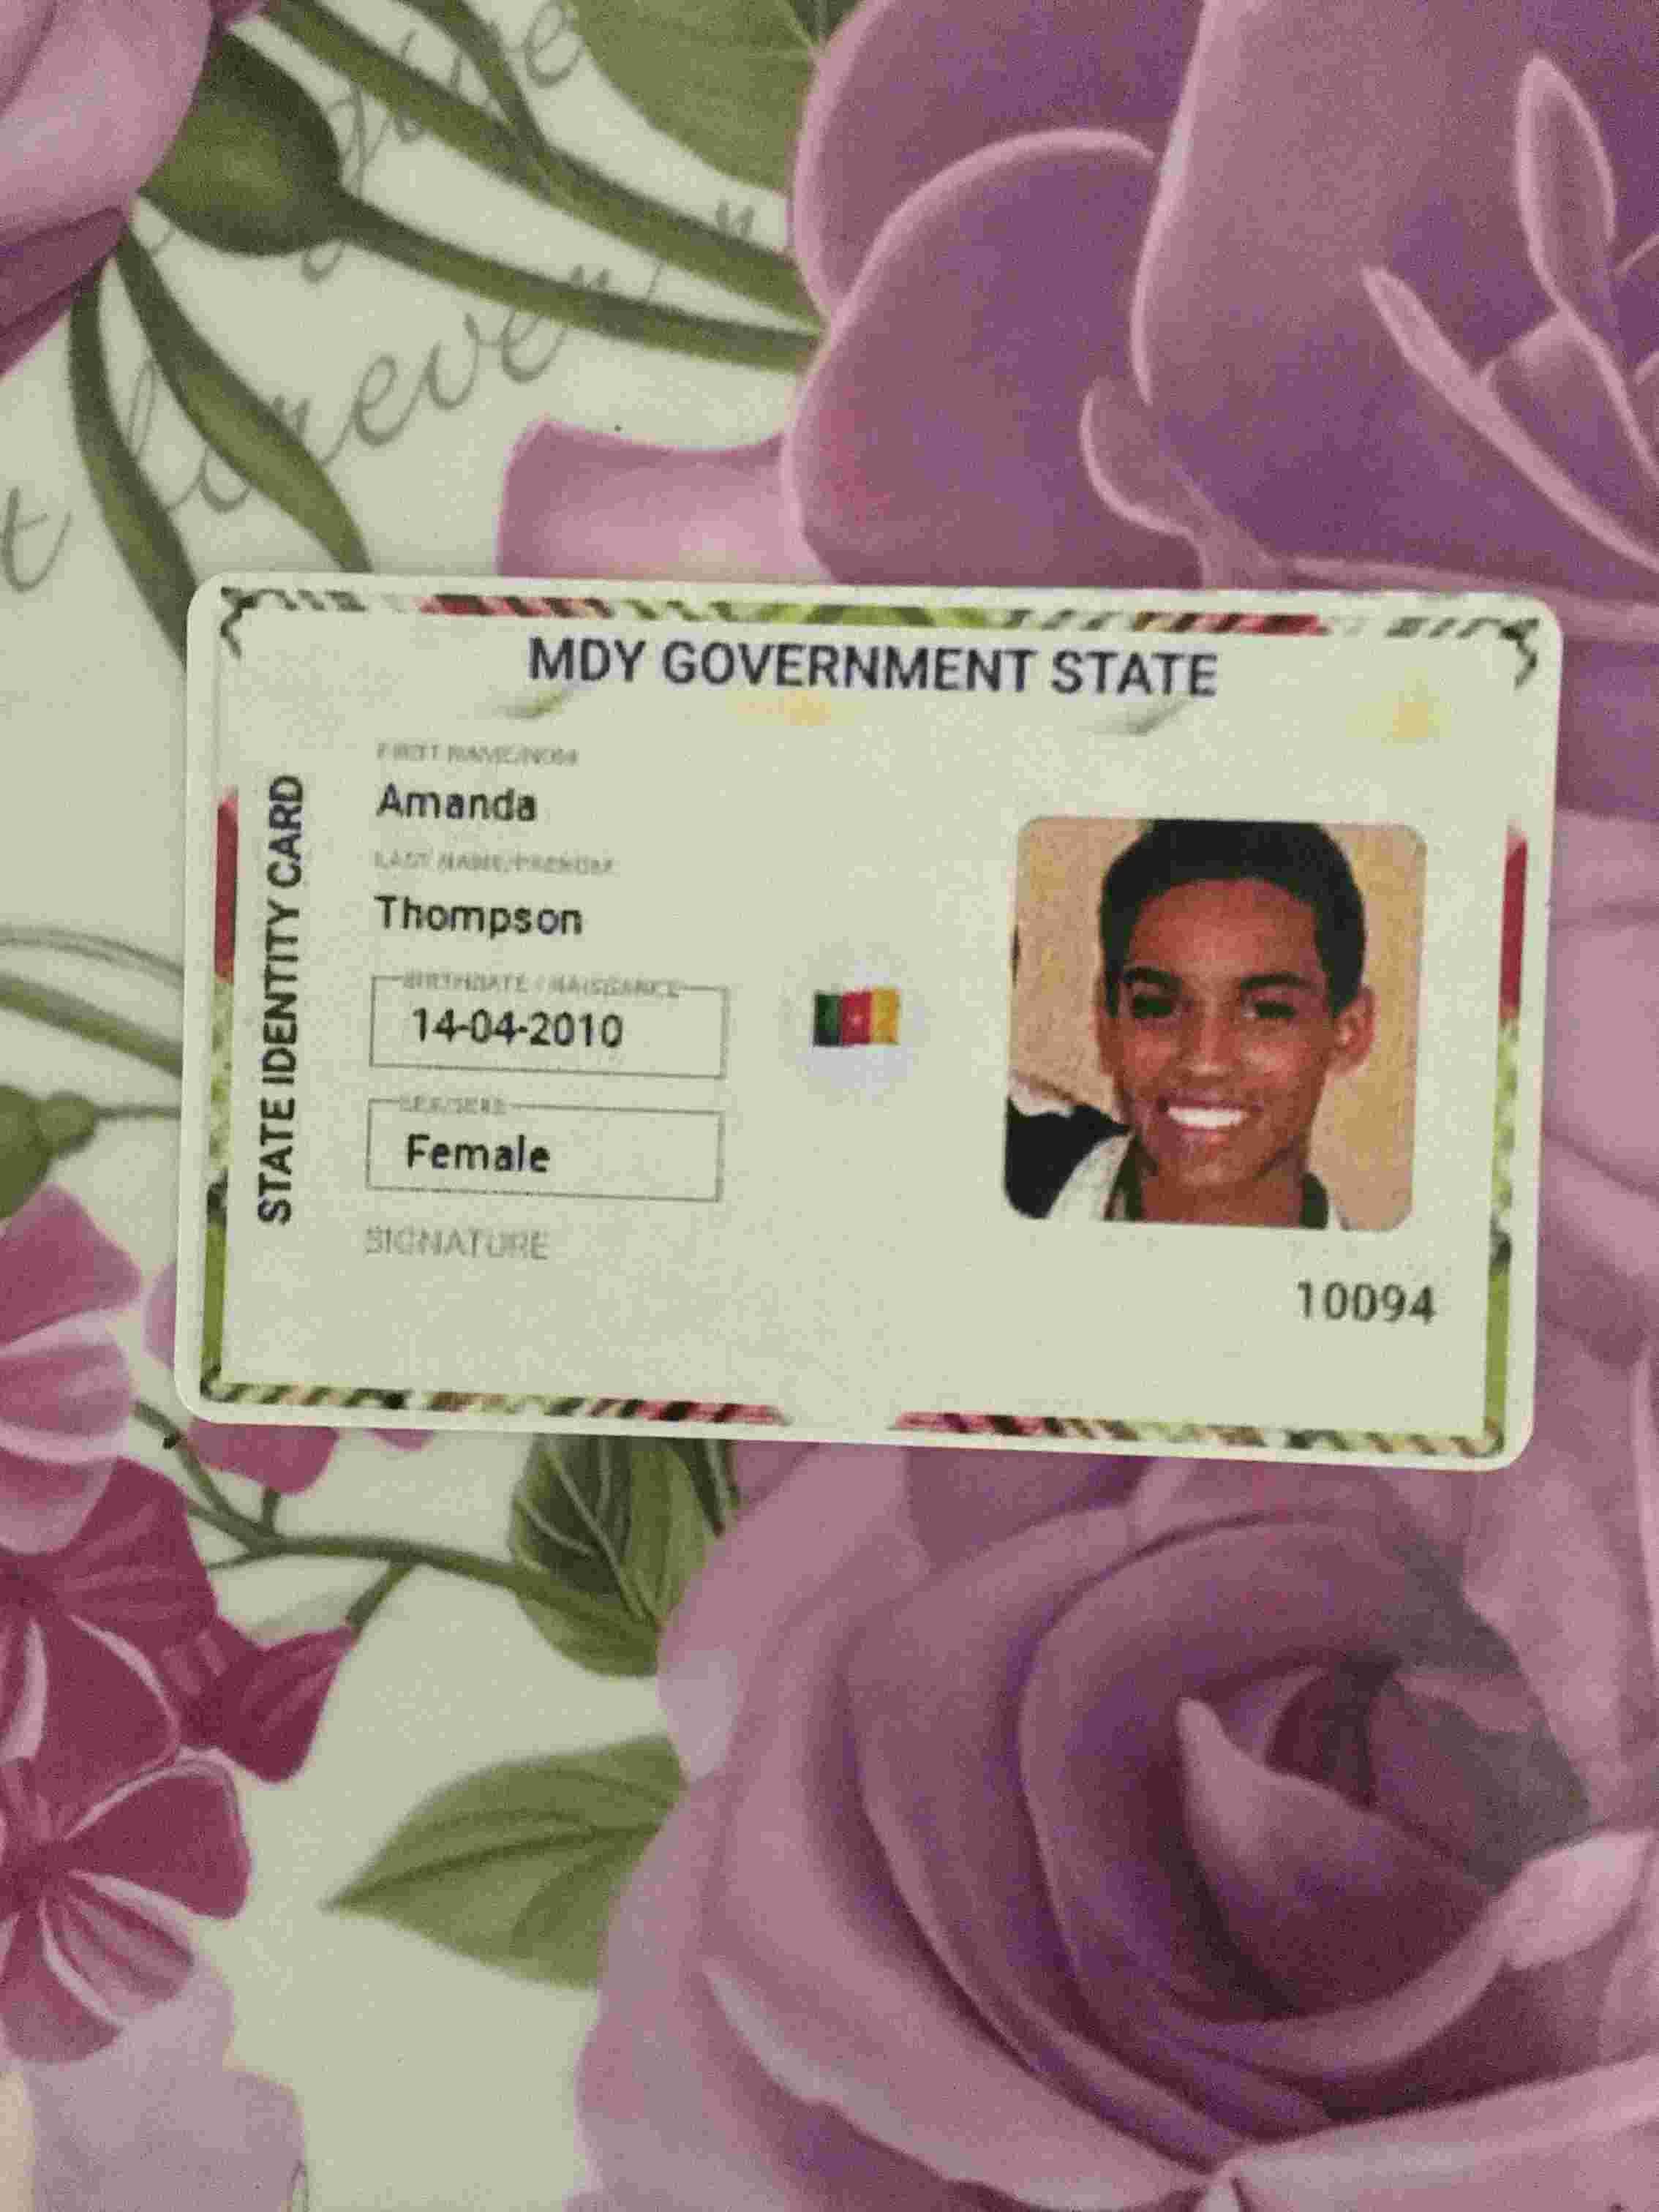 forever
MDY GOVERNMENT STATE
STATE IDENTITY CARD
FIRST NAME/NOM
Amanda
LAST NAME/PRENOM
Thompson
BIRTHDATE / NAISSANCE
14-04-2010
SEX/SEXE
Female
SIGNATURE
10094